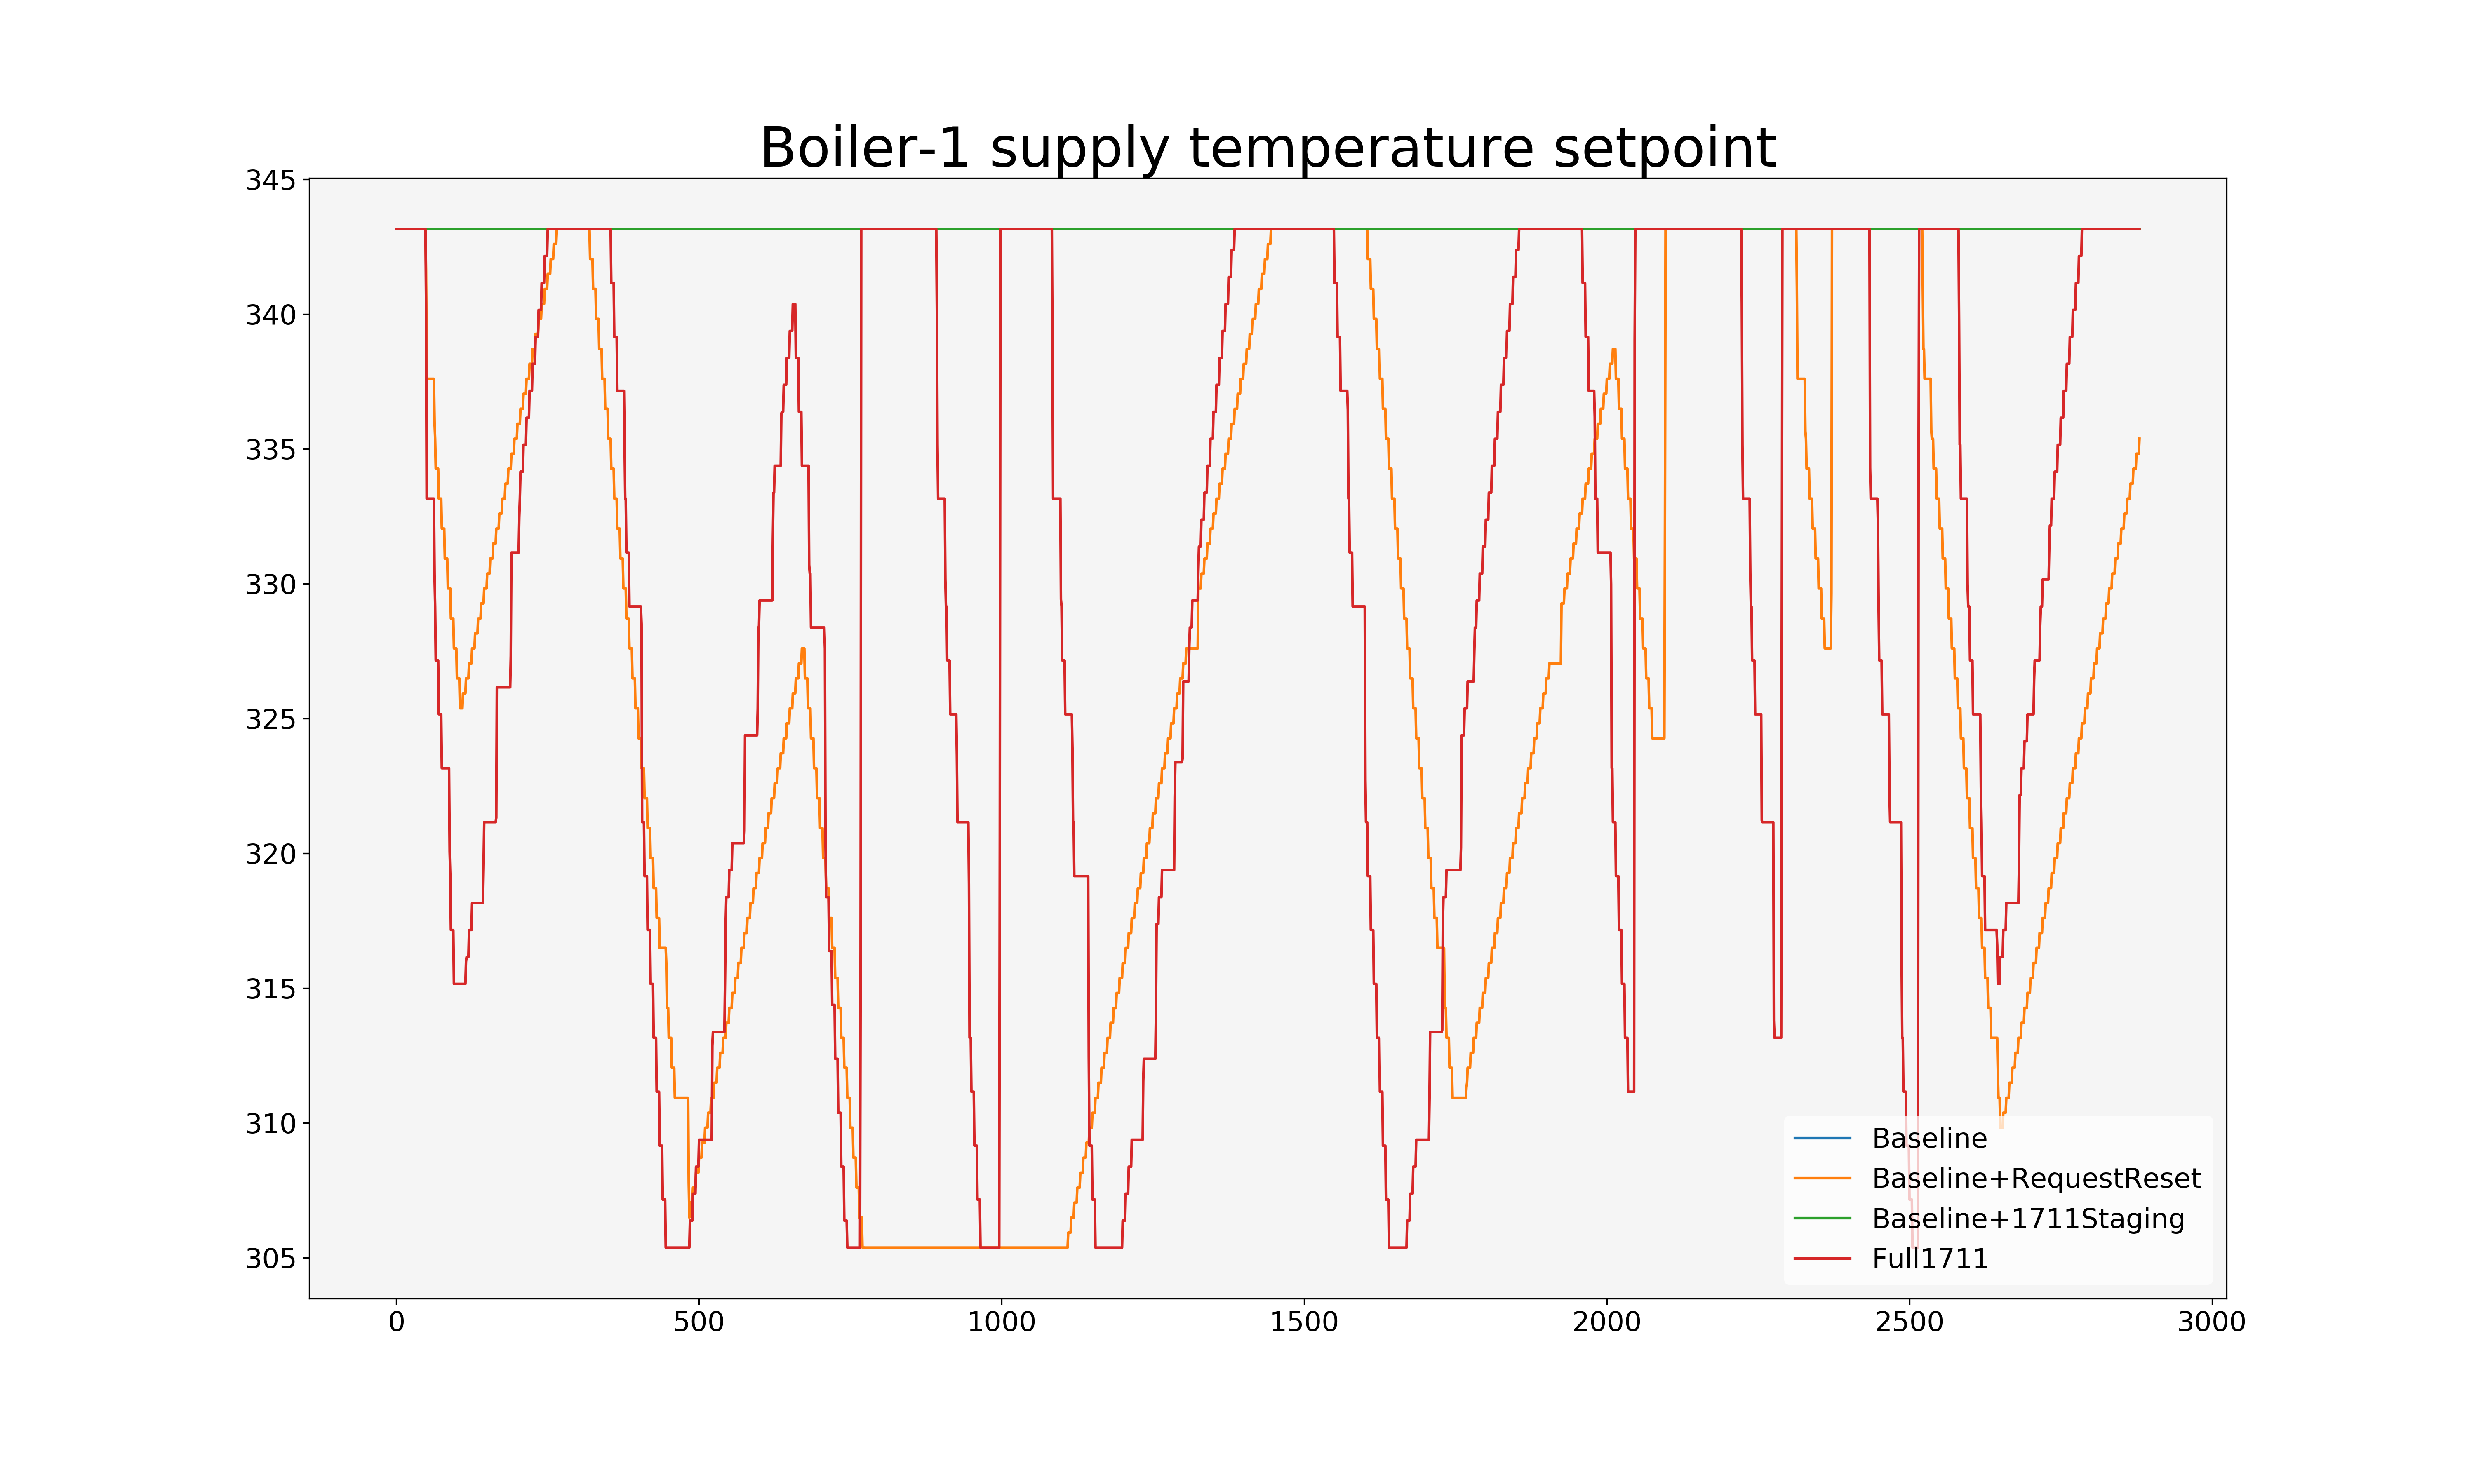 Boiler-1 supply temperature setpoint
345
340
335
330
325
320
315
310
305
Baseline
Baseline+RequestReset
Baseline+1711Staging
Full1711
0 500 1000 1500 2000 2500 3000